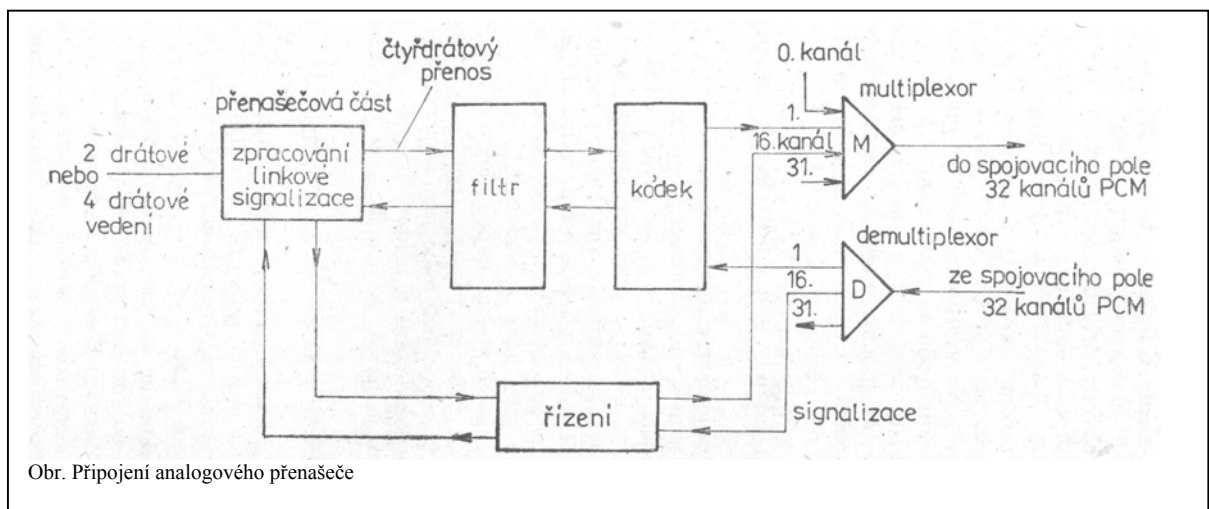 čtyřdrátový
přenos
0. kanál
multiplexor
přenašečová část
1.
16. kanál
M
31.
2 drátové
nebo
4 drátové
vedení
zpracování
linkové
signalizace
filtr
kódek
do spojovacího pole
32 kanálů PCM
demultiplexor
1
16.
D
31.
ze spojovacího pole
32 kanálů PCM
řízení
signalizace
Obr. Připojení analogového přenašeče